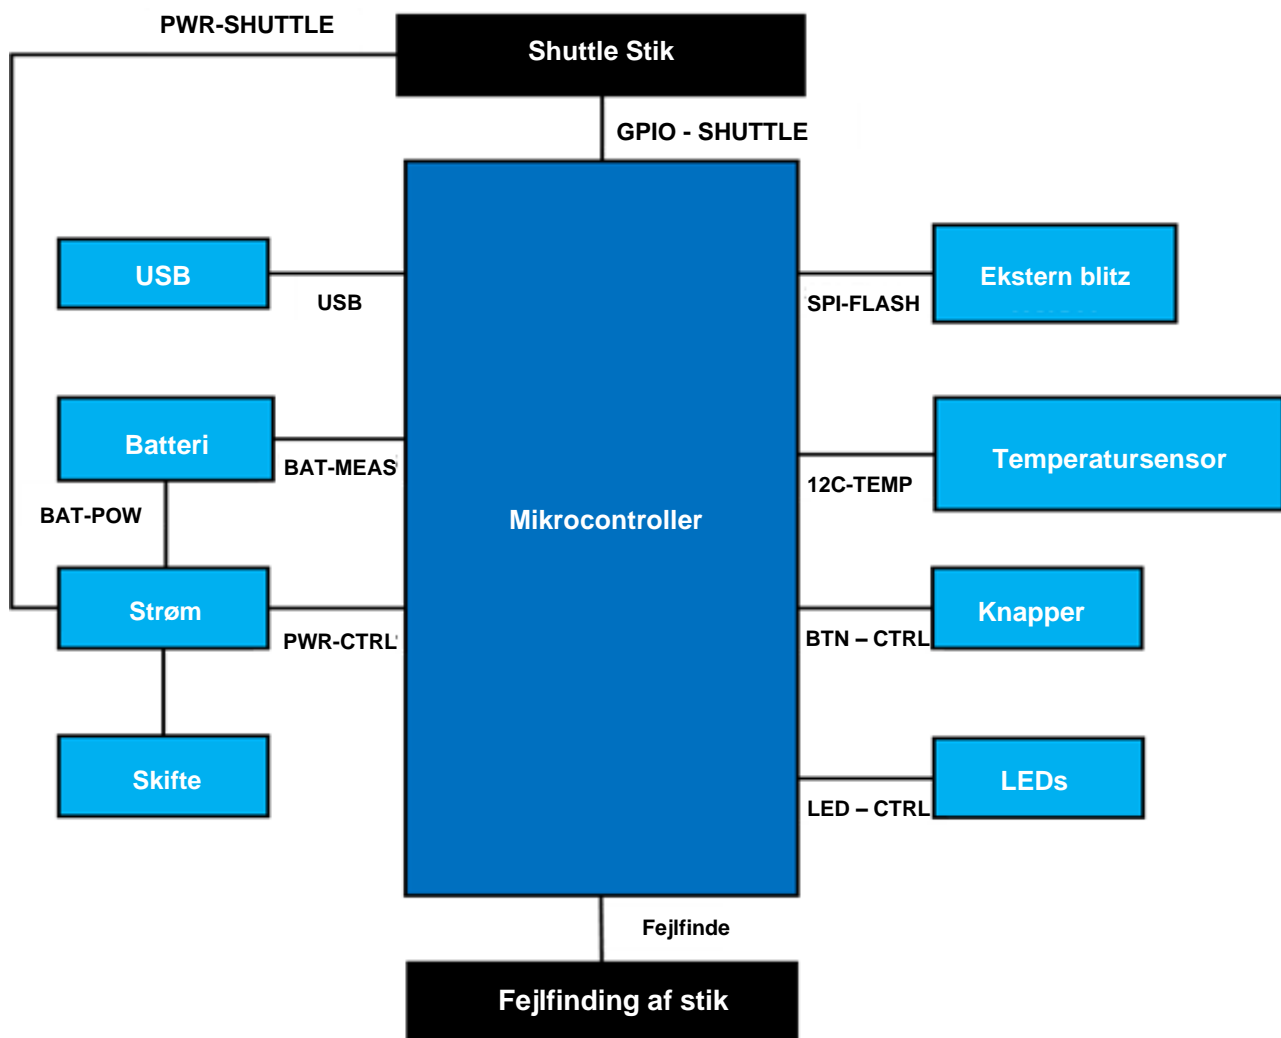 PWR-SHUTTLE
Shuttle Stik
GPIO - SHUTTLE
USB
USB
Ekstern blitz
SPI-FLASH
Batteri
BAT-MEAS
Temperatursensor
12C-TEMP
BAT-POW
Mikrocontroller
Strøm
PWR-CTRL
Knapper
BTN – CTRL
Skifte
LEDs
LED – CTRL
Fejlfinde
Fejlfinding af stik